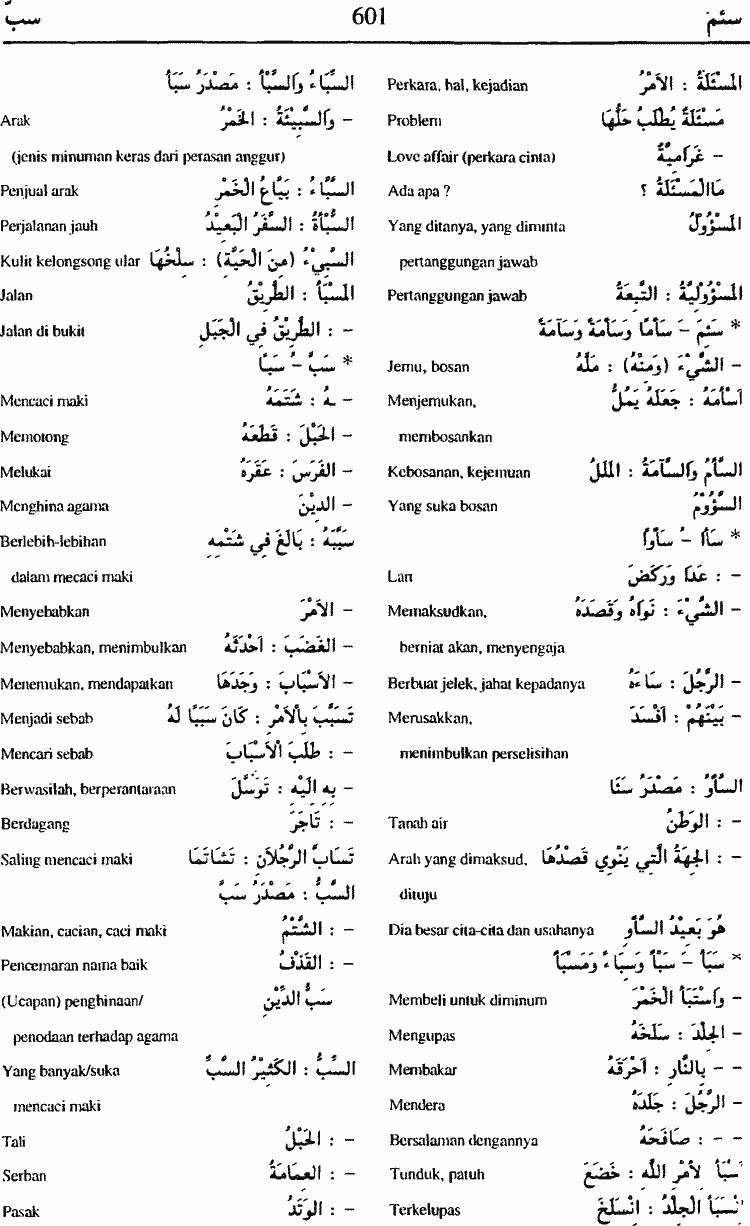 سئم 601 سبّ
المَسْئَلَةُ : الأَمْرُ Perkara, hal, kejadian
مَسْئَلَةٌ يُطْلَبُ حَلُّهَا Problem
– غَرَامِيَّةٌ Love affair (perkara cinta)
مَاالْمَسْئَلَةُ ؟ Ada apa ?
المَسْؤُوْلُ Yang ditanya, yang diminta
pertanggungan jawab
المَسْؤُوْلِيَّةُ : التَّبِعَةُ Pertanggungan jawab
* سَئِمَ – سَأْمًا وَسَأْمَةً وَسَآمَةً
– الشَّيْءَ (وَمِنْهُ) : مَلَّهُ Jemu, bosan
أَسْأَمَهُ : جَعَلَهُ يَمَلُّ Menjemukan,
membosankan
السَّأَمُ وَالسَّآمَةُ : المَلَلُ Kebosanan, kejemuan
السَّؤُوْمُ Yang suka bosan
* سَأَا – سَأْوًا
– : عَدَا وَرَكَضَ Lari
– الشَّيْءَ : نَوَاهُ وَقَصَدَهُ Memaksudkan,
berniat akan, menyengaja
– الرَّجُلَ : سَاءَهُ Berbuat jelek, jahat kepadanya
– بَيْنَهُمْ : أَفْسَدَ Merusakkan,
menimbulkan perselisihan
السَّأْوُ : مَصْدَرُ سَئَا
– : الوَطَنُ Tanah air
– : الجِهَةُ الَّتِي يَنْوِي قَصْدَهَا Arah yang dimaksud,
dituju
هُوَ بَعِيْدُ السَّأْوِ Dia besar cita-cita dan usahanya
* سَبَأَ – سَبْأً وَسِبَاءً وَمَسْبَأً
– وَاسْتَبَأَ الْخَمْرَ Membeli untuk diminum
– الجِلْدَ : سَلَخَهُ Mengupas
– – بِالنَّارِ : أَحْرَقَهُ Membakar
– الرَّجُلَ : جَلَدَهُ Mendera
– – : صَافَحَهُ Bersalaman dengannya
أَسْبَأَ لأَمْرِ اللهِ : خَضَعَ Tunduk, patuh
انْسَبَأَ الْجِلْدُ : انْسَلَخَ Terkelupas
السِّبَاءُ وَالسَّبْأُ : مَصْدَرُ سَبَأَ
– وَالسَّبِيْئَةُ : الخَمْرُ Arak
(jenis minuman keras dari perasan anggur)
السَّبَّاءُ : بَيَّاعُ الْخَمْرِ Penjual arak
السُّبْأَةُ : السَّفَرُ الْبَعِيْدُ Perjalanan jauh
السَّبِيْءُ (مِنَ الْحَيَّةِ) : سِلْخُهَا Kulit kelongsong ular
المَسْبَأُ : الطَّرِيْقُ Jalan
– : الطَّرِيْقُ فِي الْجَبَلِ Jalan di bukit
* سَبَّ – سَبًّا
– هُ : شَتَمَهُ Mencaci maki
– الحَبْلَ : قَطَعَهُ Memotong
– الفَرَسَ : عَقَرَهُ Melukai
– الدِيْنَ Menghina agama
سَبَّبَهُ : بَالَغَ فِي شَتْمِهِ Berlebih-lebihan
dalam mecaci maki
– الأَمْرَ Menyebabkan
– الغَضَبَ : أَحْدَثَهُ Menyebabkan, menimbulkan
– الأَسْبَابَ : وَجَدَهَا Menemukan, mendapatkan
تَسَبَّبَ بِالأَمْرِ : كَانَ سَبَبًا لَهُ Menjadi sebab
– : طَلَبَ الْأَسْبَابَ Mencari sebab
– بِهِ إِلَيْهِ : تَوَسَّلَ Berwasilah, berperantaraan
– : تَاجَرَ Berdagang
تَسَابَّ الرَّجُلاَنِ : تَشَاتَمَا Saling mencaci maki
السَّبُّ : مَصْدَرُ سَبَّ
– : الشَّتْمُ Makian, cacian, caci maki
– : القَذْفُ Pencemaran nama baik
سَبُّ الدِّيْنِ (Ucapan) penghinaan/
penodaan terhadap agama
السِّبُّ : الكَثِيْرُ السَّبِّ Yang banyak/suka
mencaci maki
– : الحَبْلُ Tali
– : العِمَامَةُ Serban
– : الوَتَدُ Pasak